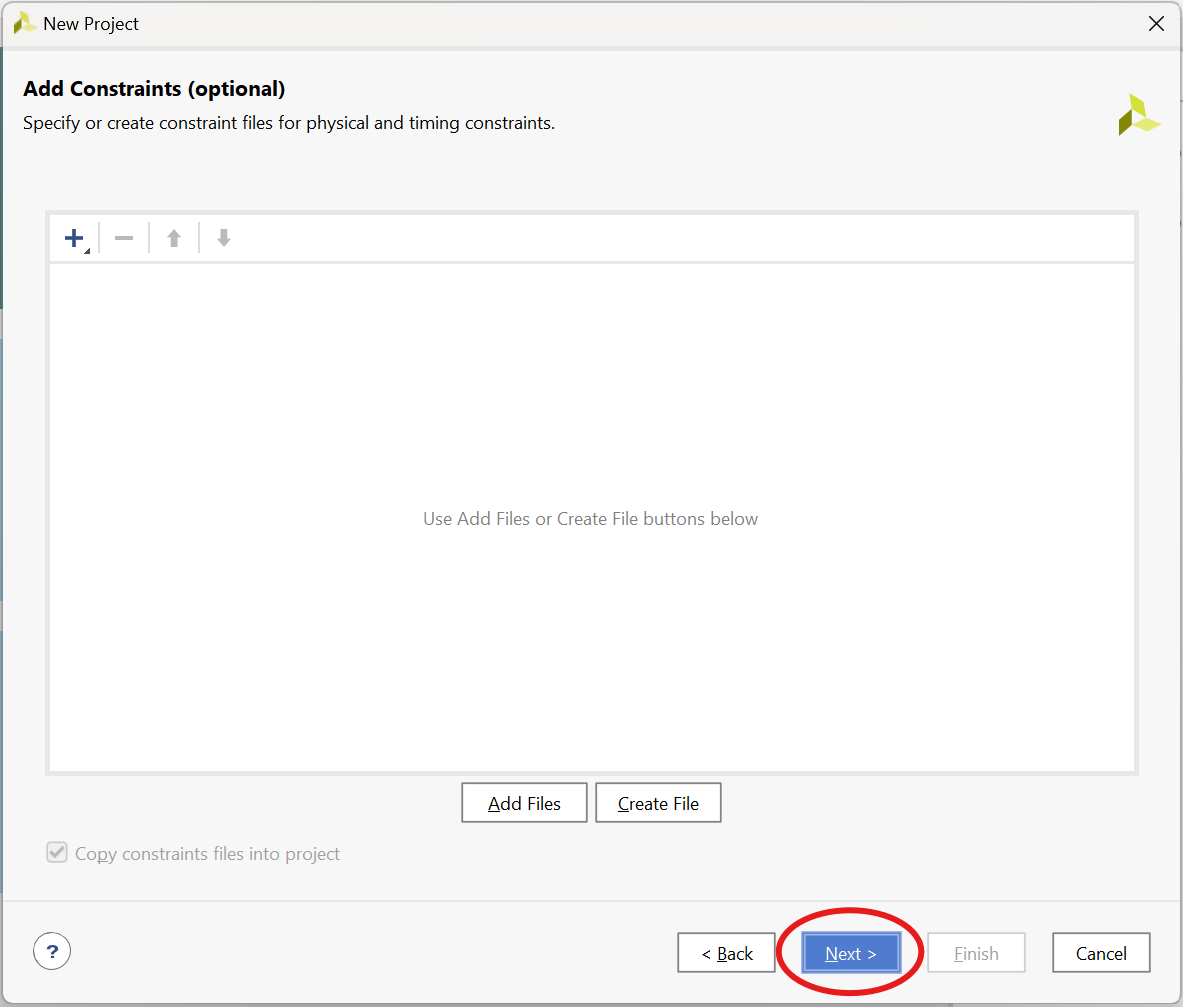 New Project
Add Constraints (optional)
Specify or create constraint files for physical and timing constraints.
Use Add Files or Create File buttons below
Add Files Create File
Copy constraints files into project
? < Back Next > Finish Cancel